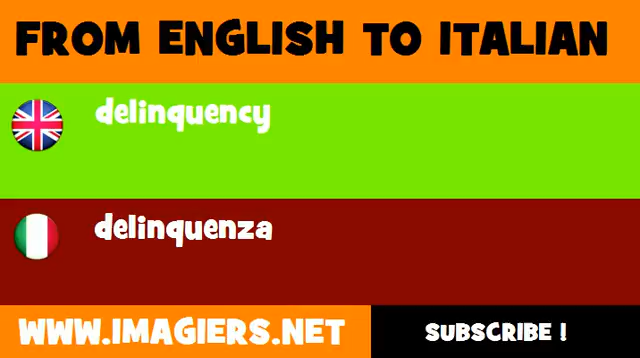 FROM ENGLISH TO ITALIAN
delinquency
delinquenza
WWW.IMAGIERS.NET
SUBSCRIBE !